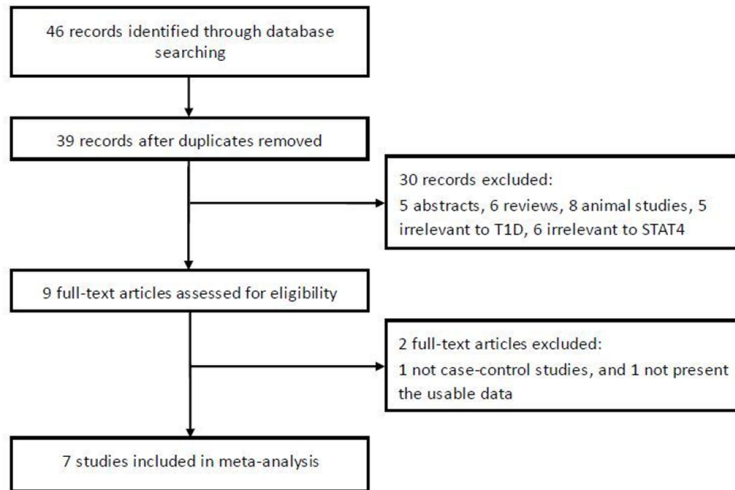 46 records identified through database
searching
39 records after duplicates removed
30 records excluded:
5 abstracts, 6 reviews, 8 animal studies, 5
irrelevant to T1D, 6 irrelevant to STAT4
9 full-text articles assessed for eligibility
2 full-text articles excluded:
1 not case-control studies, and 1 not present
the usable data
7 studies included in meta-analysis